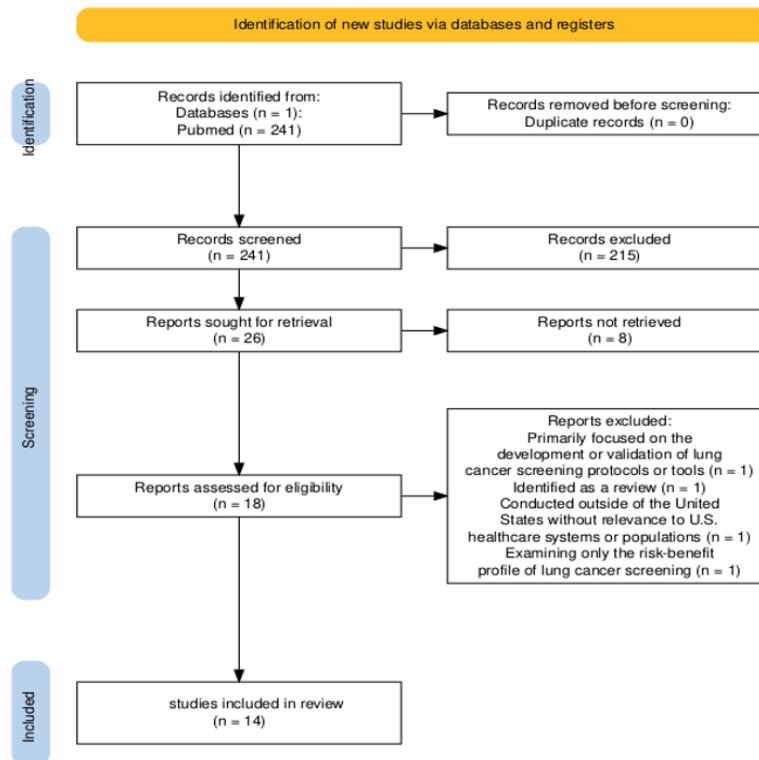 Identification of new studies via databases and registers
Identification
Records identified from:
Databases (n = 1):
Pubmed (n = 241)
Records removed before screening:
Duplicate records (n = 0)
Screening
Records screened
(n = 241)
Records excluded
(n = 215)
Reports sought for retrieval
(n = 26)
Reports not retrieved
(n = 8)
Reports assessed for eligibility
(n = 18)
Reports excluded:
Primarily focused on the
development or validation of lung
cancer screening protocols or tools (n = 1)
Identified as a review (n = 1)
Conducted outside of the United
States without relevance to U.S.
healthcare systems or populations (n = 1)
Examining only the risk-benefit
profile of lung cancer screening (n = 1)
Included
studies included in review
(n = 14)